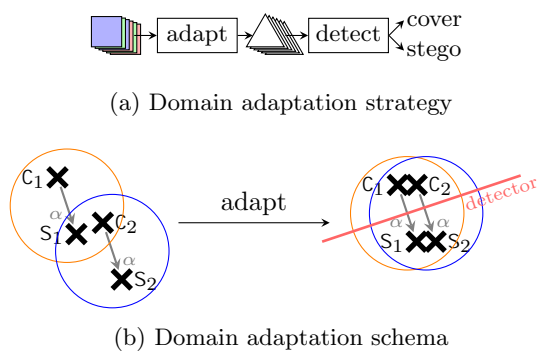 adapt detect cover
stego
(a) Domain adaptation strategy
C1 α S1 C2 α S2
adapt
C1 C2 α α S1 S2 detector
(b) Domain adaptation schema